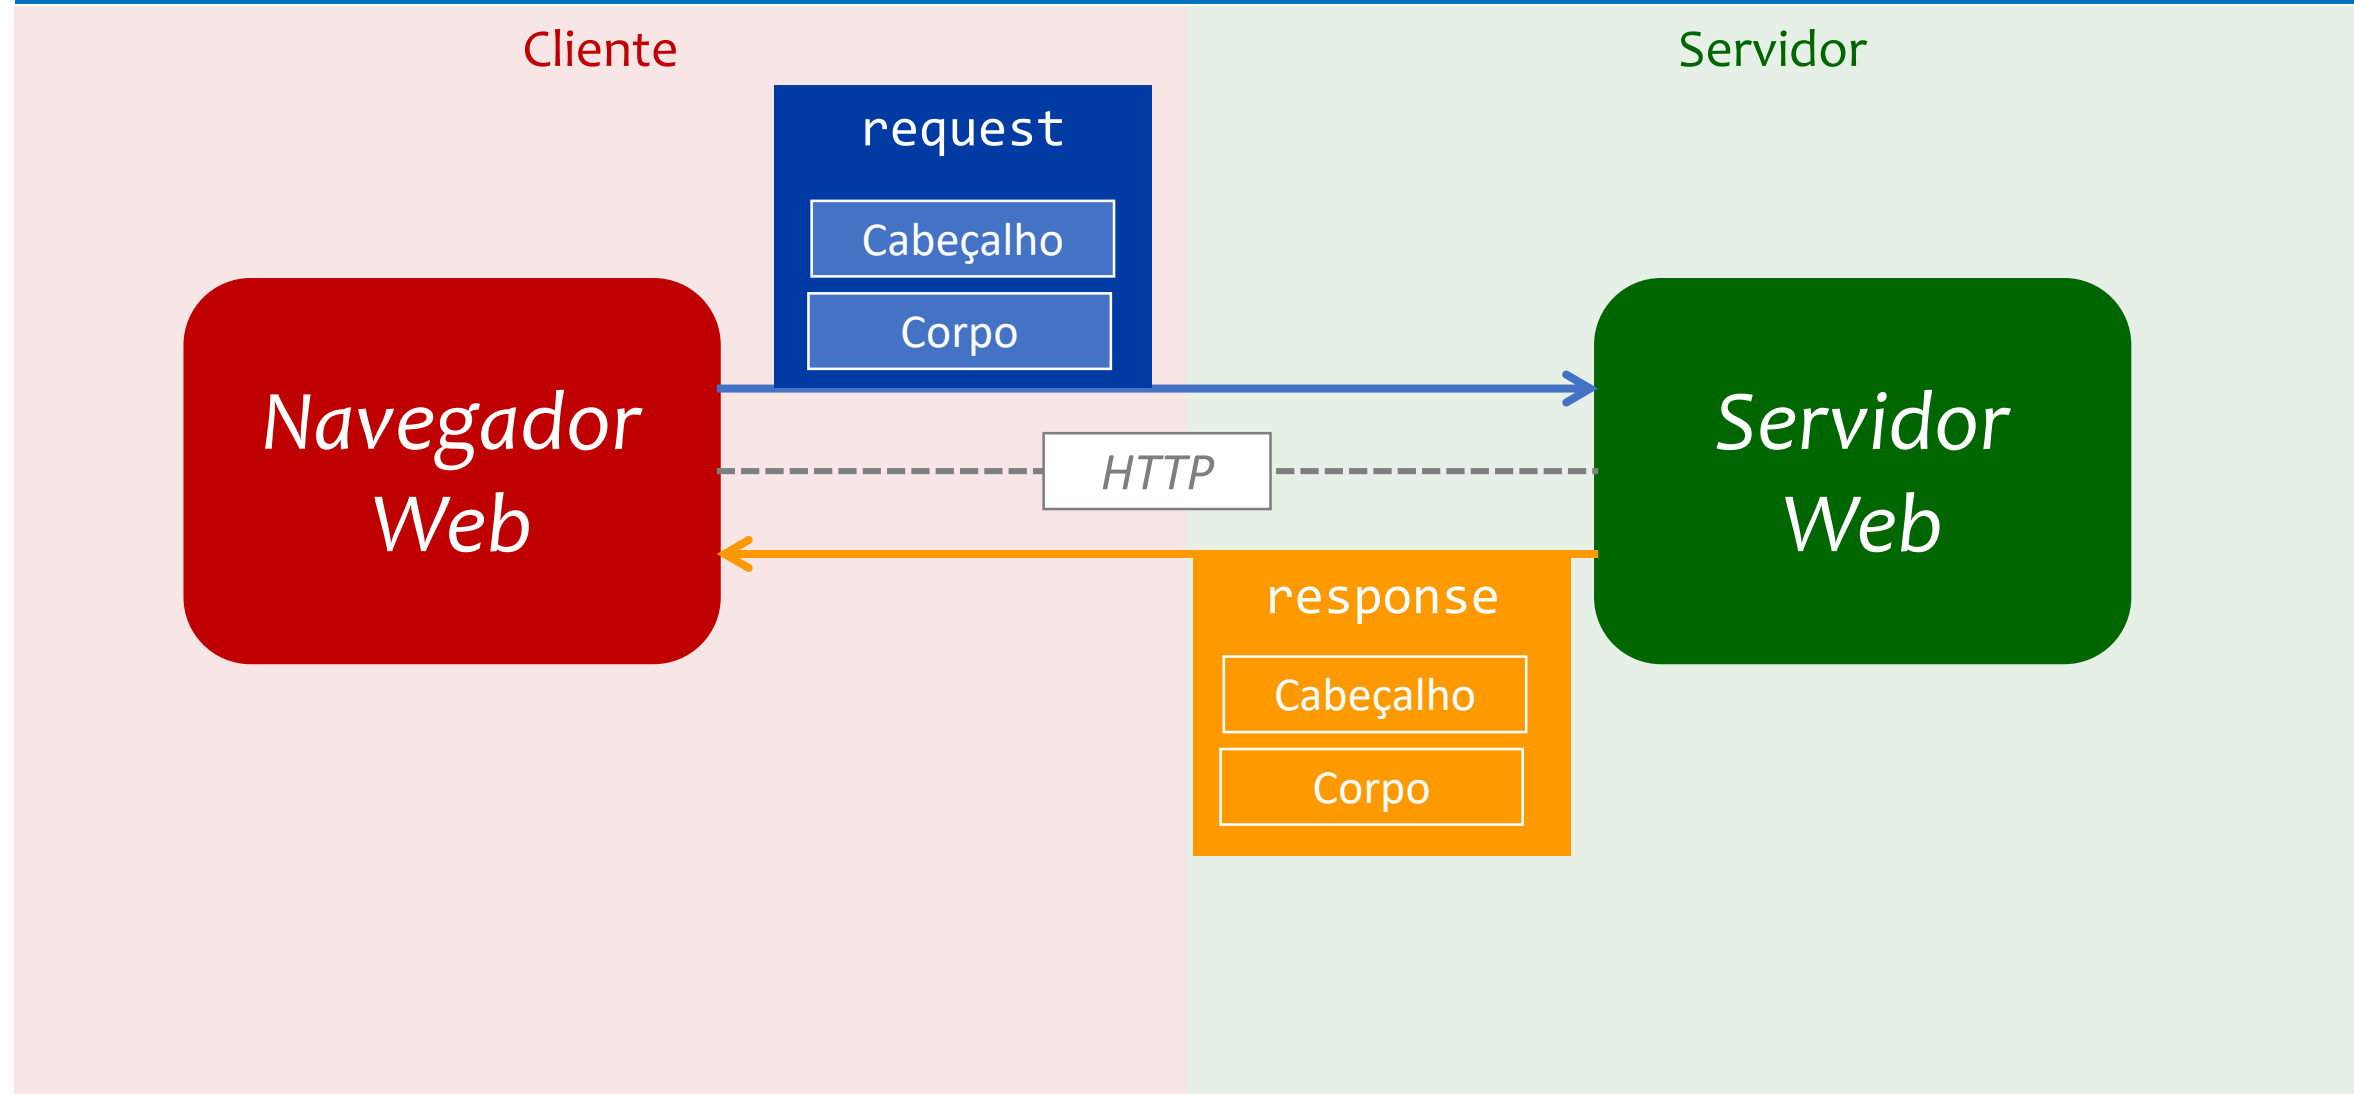 Cliente
Servidor
request
Cabeçalho
Corpo
Navegador
Web
HTTP
Servidor
Web
response
Cabeçalho
Corpo